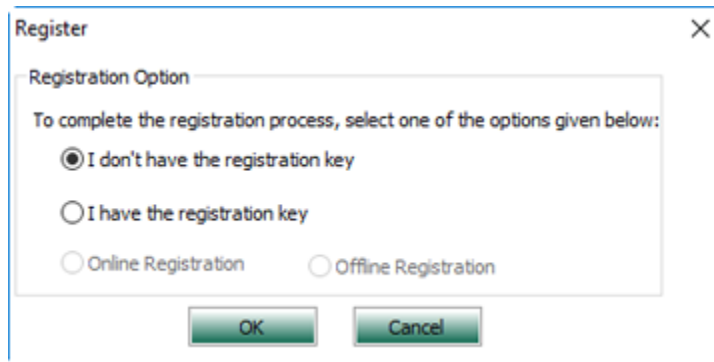 Register
Registration Option
To complete the registration process, select one of the options given below:
I don't have the registration key
I have the registration key
Online Registration Offline Registration
OK Cancel